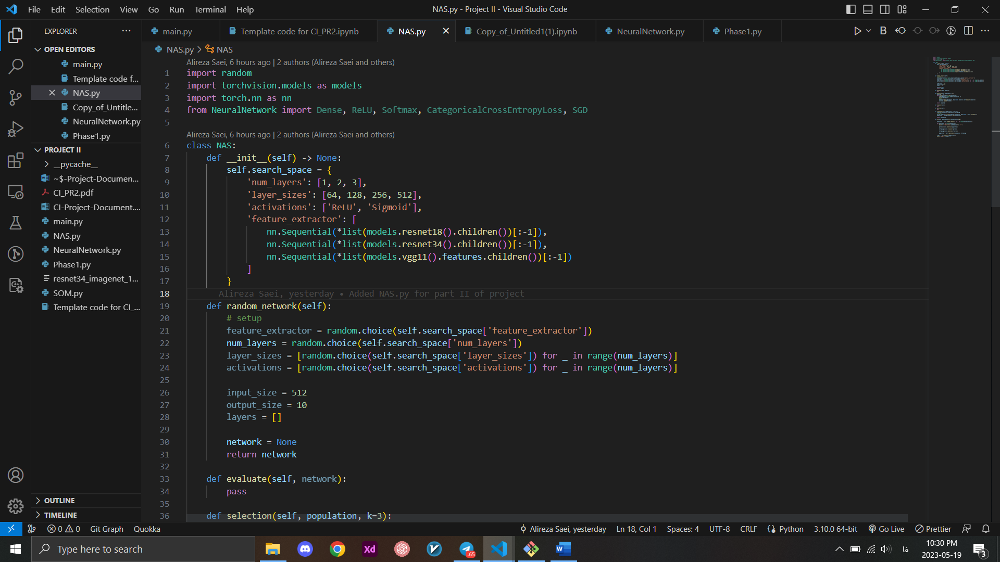 File Edit Selection View Go Run Terminal Help
NAS.py - Project II - Visual Studio Code
EXPLORER
OPEN EDITORS
main.py
Template code f...
NAS.py
Copy_of_Untitle...
NeuralNetwork.py
Phase1.py
PROJECT II
__pycache__
~$-Project-Documen...
CI_PR2.pdf
CI-Project-Document....
main.py
NAS.py
NeuralNetwork.py
Phase1.py
resnet34_imagenet_1...
SOM.py
Template code for CI_...
OUTLINE
TIMELINE
main.py Template code for CI_PR2.ipynb NAS.py Copy_of_Untitled1(1).ipynb NeuralNetwork.py Phase1.py
B
NAS.py > NAS
Alireza Saei, 6 hours ago | 2 authors (Alireza Saei and others)
1 import random
2 import torchvision.models as models
3 import torch.nn as nn
4 from NeuralNetwork import Dense, ReLU, Softmax, CategoricalCrossEntropyLoss, SGD
5
Alireza Saei, 6 hours ago | 2 authors (Alireza Saei and others)
6 class NAS:
7 def __init__(self) -> None:
8 self.search_space = {
9 'num_layers': [1, 2, 3],
10 'layer_sizes': [64, 128, 256, 512],
11 'activations': ['ReLU', 'Sigmoid'],
12 'feature_extractor': [
13 nn.Sequential(*list(models.resnet18().children())[:-1]),
14 nn.Sequential(*list(models.resnet34().children())[:-1]),
15 nn.Sequential(*list(models.vgg11().features.children())[:-1])
16 ]
17 }
18 Alireza Saei, yesterday • Added NAS.py for part II of project
19 def random_network(self):
20 # setup
21 feature_extractor = random.choice(self.search_space['feature_extractor'])
22 num_layers = random.choice(self.search_space['num_layers'])
23 layer_sizes = [random.choice(self.search_space['layer_sizes']) for _ in range(num_layers)]
24 activations = [random.choice(self.search_space['activations']) for _ in range(num_layers)]
25
26 input_size = 512
27 output_size = 10
28 layers = []
29
30 network = None
31 return network
32
33 def evaluate(self, network):
34 pass
35
36 def selection(self, population, k=3):
0 0 Git Graph Quokka
Alireza Saei, yesterday Ln 18, Col 1 Spaces: 4 UTF-8 CRLF Python 3.10.0 64-bit Go Live Prettier
Type here to search
Xd
..65
W
فا
10:30 PM
2023-05-19
3